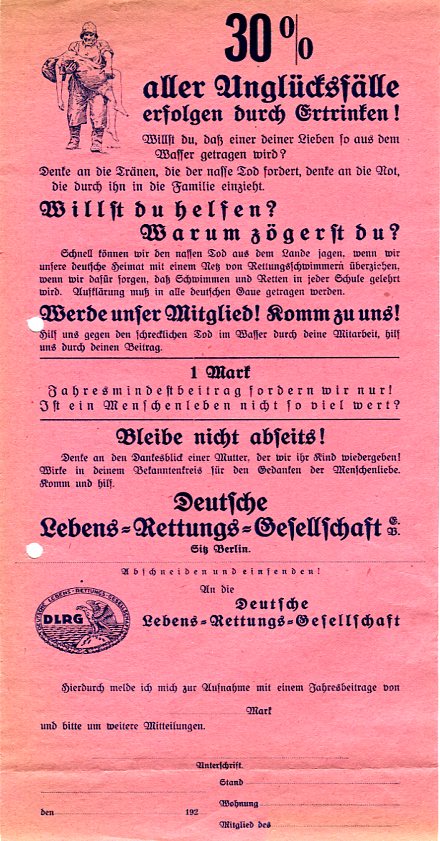 30%
aller Unglücksfälle
erfolgen durch Ertrinken!
Willst du, daß einer deiner Lieben so aus dem
Wasser getragen wird?
Denke an die Tränen, die der nasse Tod fordert, denke an die Not,
die durch ihn in die Familie einzieht.
Willst du helfen?
Warum zögerst du?
Schnell können wir den nassen Tod aus dem Lande jagen, wenn wir
unsere deutsche Heimat mit einem Netz von Rettungsschwimmern überziehen,
wenn wir dafür sorgen, daß Schwimmen und Retten in jeder Schule gelehrt
wird. Aufklärung muß in alle deutschen Gaue getragen werden.
Werde unser Mitglied! Komm zu uns!
Hilf uns gegen den schrecklichen Tod im Wasser durch deine Mitarbeit, hilf
uns durch deinen Beitrag.
1 Mark
Jahresmindestbeitrag fordern wir nur!
Ist ein Menschenleben nicht so viel wert?
Bleibe nicht abseits!
Denke an den Dankesblick einer Mutter, der wir ihr Kind wiedergeben!
Wirke in deinem Bekanntenkreis für den Gedanken der Menschenliebe.
Komm und hilf.
Deutsche
Lebens-Rettungs-Gesellschaft E. V.
Sitz Berlin.
Abschneiden und einsenden!
An die
Deutsche
Lebens-Rettungs-Gesellschaft
DEUTSCHE LEBENS-RETTUNGS-GESELLSCHAFT
DLRG
Hierdurch melde ich mich zur Aufnahme mit einem Jahresbeitrage von
Mark
und bitte um weitere Mitteilungen.
Unterschrift.
Stand
den 192 Wohnung
Mitglied des